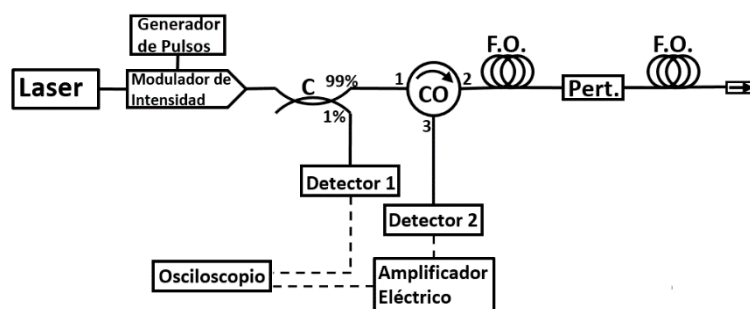 Generador
de Pulsos
Laser
Modulador de
Intensidad
C
99%
1%
1
CO
2
3
F.O.
Pert.
F.O.
Detector 1
Detector 2
Osciloscopio
Amplificador
Eléctrico